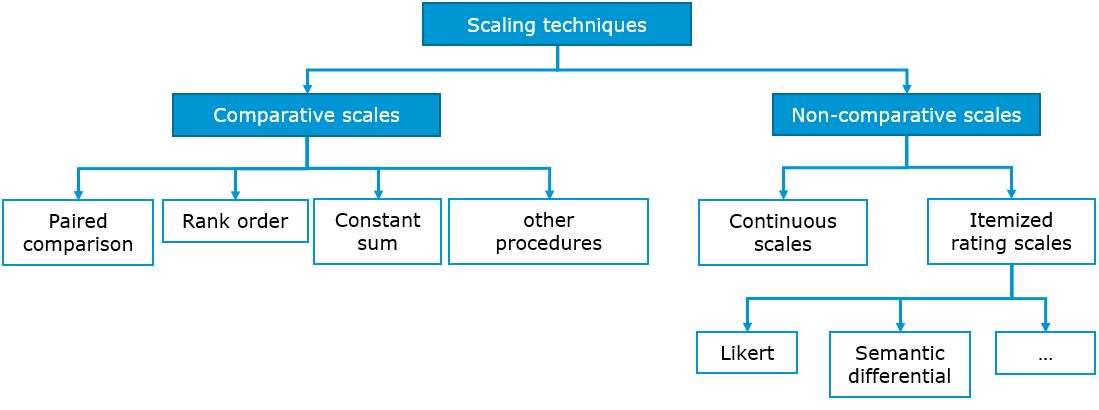 Scaling techniques
Comparative scales
Non-comparative scales
Paired
comparison
Rank order
Constant
sum
other
procedures
Continuous
scales
Itemized
rating scales
Likert
Semantic
differential
...